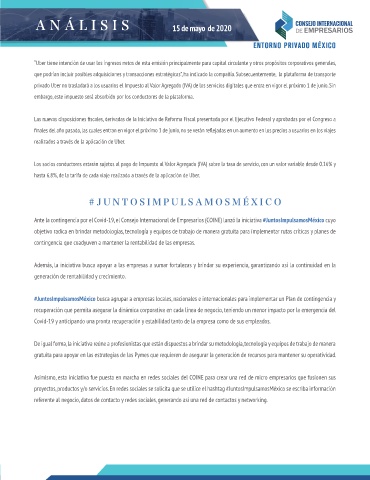 ANÁLISIS
15 de mayo de 2020
CONSEJO INTERNACIONAL
DE EMPRESARIOS
ENTORNO PRIVADO MÉXICO
"Uber tiene intención de usar los ingresos netos de esta emisión principalmente para capital circulante y otros propósitos corporativos generales,
que podrían incluir posibles adquisiciones y transacciones estratégicas", ha indicado la compañía. Subsecuentemente, la plataforma de transporte
privado Uber no trasladará a los usuarios el Impuesto al Valor Agregado (IVA) de los servicios digitales que entra en vigor el próximo 1 de junio. Sin
embargo, este impuesto será absorbido por los conductores de la plataforma.
Las nuevas disposiciones fiscales, derivadas de la Iniciativa de Reforma Fiscal presentada por el Ejecutivo Federal y aprobadas por el Congreso a
finales del año pasado, las cuales entran en vigor el próximo 1 de junio, no se verán reflejadas en un aumento en los precios a usuarios en los viajes
realizados a través de la aplicación de Uber.
Los socios conductores estarán sujetos al pago de Impuesto al Valor Agregado (IVA) sobre la tasa de servicio, con un valor variable desde 0.16% y
hasta 6.8%, de la tarifa de cada viaje realizada a través de la aplicación de Uber.
#JUNTOSIMPULSAMOSMÉXICO
Ante la contingencia por el Covid-19, el Consejo Internacional de Empresarios (COINE) lanzó la iniciativa #JuntosImpulsamosMéxico cuyo
objetivo radica en brindar metodologías, tecnología y equipos de trabajo de manera gratuita para implementar rutas críticas y planes de
contingencia que coadyuven a mantener la rentabilidad de las empresas.
Además, la iniciativa busca apoyar a las empresas a sumar fortalezas y brindar su experiencia, garantizando así la continuidad en la
generación de rentabilidad y crecimiento.
#JuntosImpulsamosMéxico busca agrupar a empresas locales, nacionales e internacionales para implementar un Plan de contingencia y
recuperación que permita asegurar la dinámica corporativa en cada línea de negocio, teniendo un menor impacto por la emergencia del
Covid-19 y anticipando una pronta recuperación y estabilidad tanto de la empresa como de sus empleados.
De igual forma, la iniciativa reúne a profesionistas que están dispuestos a brindar su metodología, tecnología y equipos de trabajo de manera
gratuita para apoyar en las estrategias de las Pymes que requieren de asegurar la generación de recursos para mantener su operatividad.
Asimismo, esta iniciativa fue puesta en marcha en redes sociales del COINE para crear una red de micro empresarios que fusionen sus
proyectos, productos y/o servicios. En redes sociales se solicita que se utilice el hashtag #JuntosImpulsamosMéxico se escriba información
referente al negocio, datos de contacto y redes sociales, generando así una red de contactos y networking.